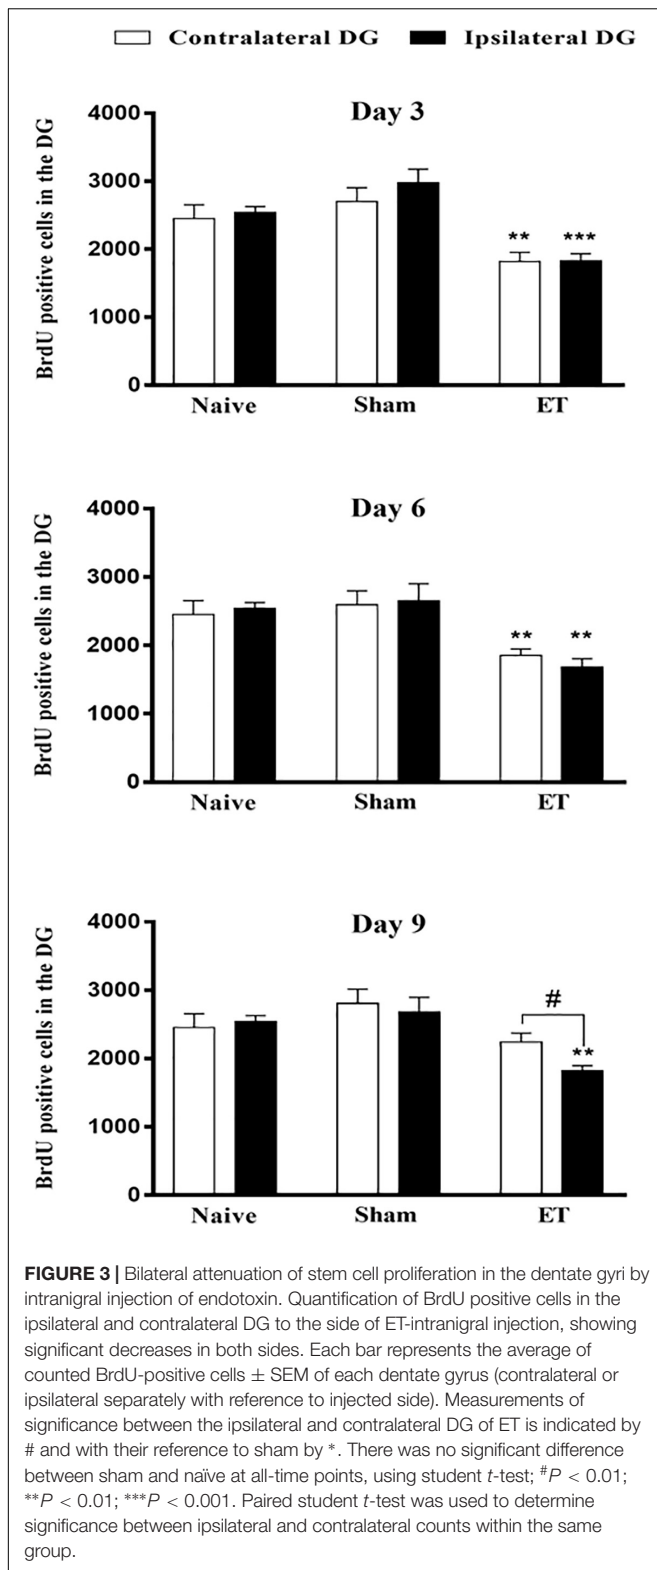 Contralateral DG Ipsilateral DG
Day 3
BrdU positive cells in the DG
4000
3000
2000
1000
0
** ***
Naive Sham ET
Day 6
BrdU positive cells in the DG
4000
3000
2000
1000
0
** **
Naive Sham ET
Day 9
BrdU positive cells in the DG
4000
3000
2000
1000
0
#
**
Naive Sham ET
FIGURE 3 | Bilateral attenuation of stem cell proliferation in the dentate gyri by
intranigral injection of endotoxin. Quantification of BrdU positive cells in the
ipsilateral and contralateral DG to the side of ET-intranigral injection, showing
significant decreases in both sides. Each bar represents the average of
counted BrdU-positive cells ± SEM of each dentate gyrus (contralateral or
ipsilateral separately with reference to injected side). Measurements of
significance between the ipsilateral and contralateral DG of ET is indicated by
# and with their reference to sham by *. There was no significant difference
between sham and naïve at all-time points, using student t-test; #P < 0.01;
**P < 0.01; ***P < 0.001. Paired student t-test was used to determine
significance between ipsilateral and contralateral counts within the same
group.